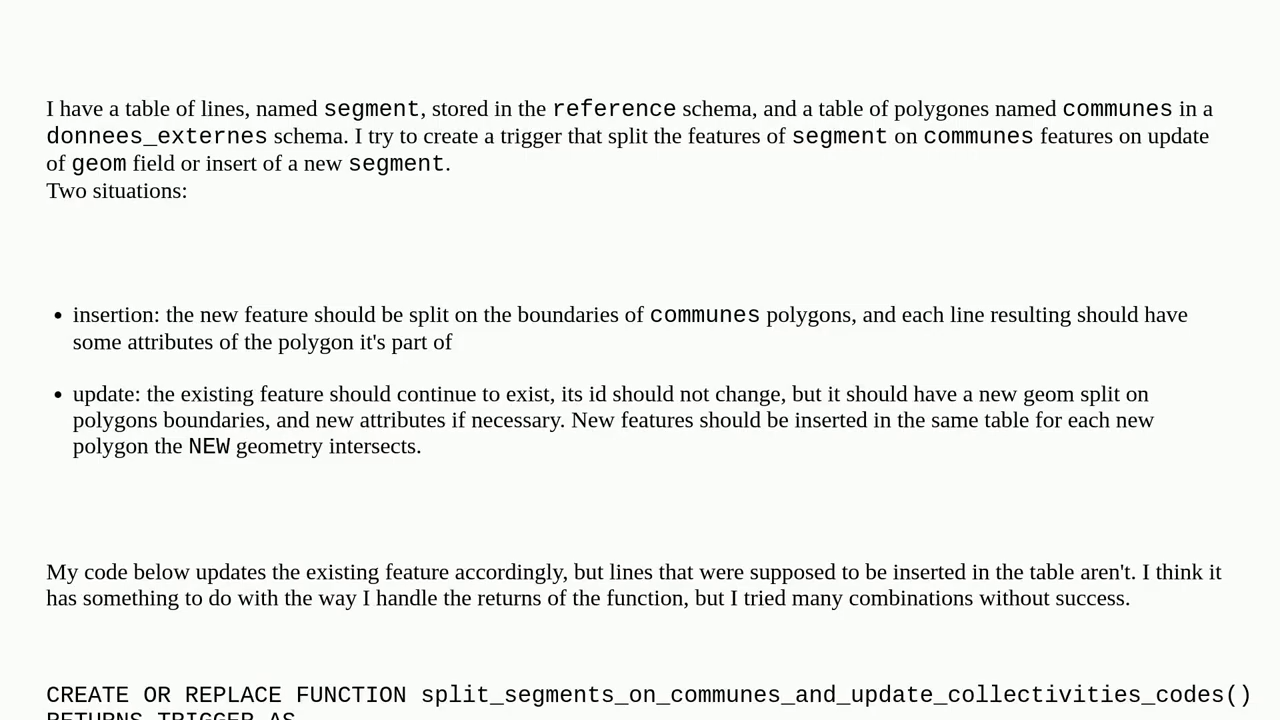 I have a table of lines, named segment, stored in the reference schema, and a table of polygones named communes in a
donnees_externes schema. I try to create a trigger that split the features of segment on communes features on update
of geom field or insert of a new segment.
Two situations:
• insertion: the new feature should be split on the boundaries of communes polygons, and each line resulting should have
some attributes of the polygon it's part of
• update: the existing feature should continue to exist, its id should not change, but it should have a new geom split on
polygons boundaries, and new attributes if necessary. New features should be inserted in the same table for each new
polygon the NEW geometry intersects.
My code below updates the existing feature accordingly, but lines that were supposed to be inserted in the table aren't. I think it
has something to do with the way I handle the returns of the function, but I tried many combinations without success.
CREATE OR REPLACE FUNCTION split_segments_on_communes_and_update_collectivities_codes()
RETURNS TRIGGER AS